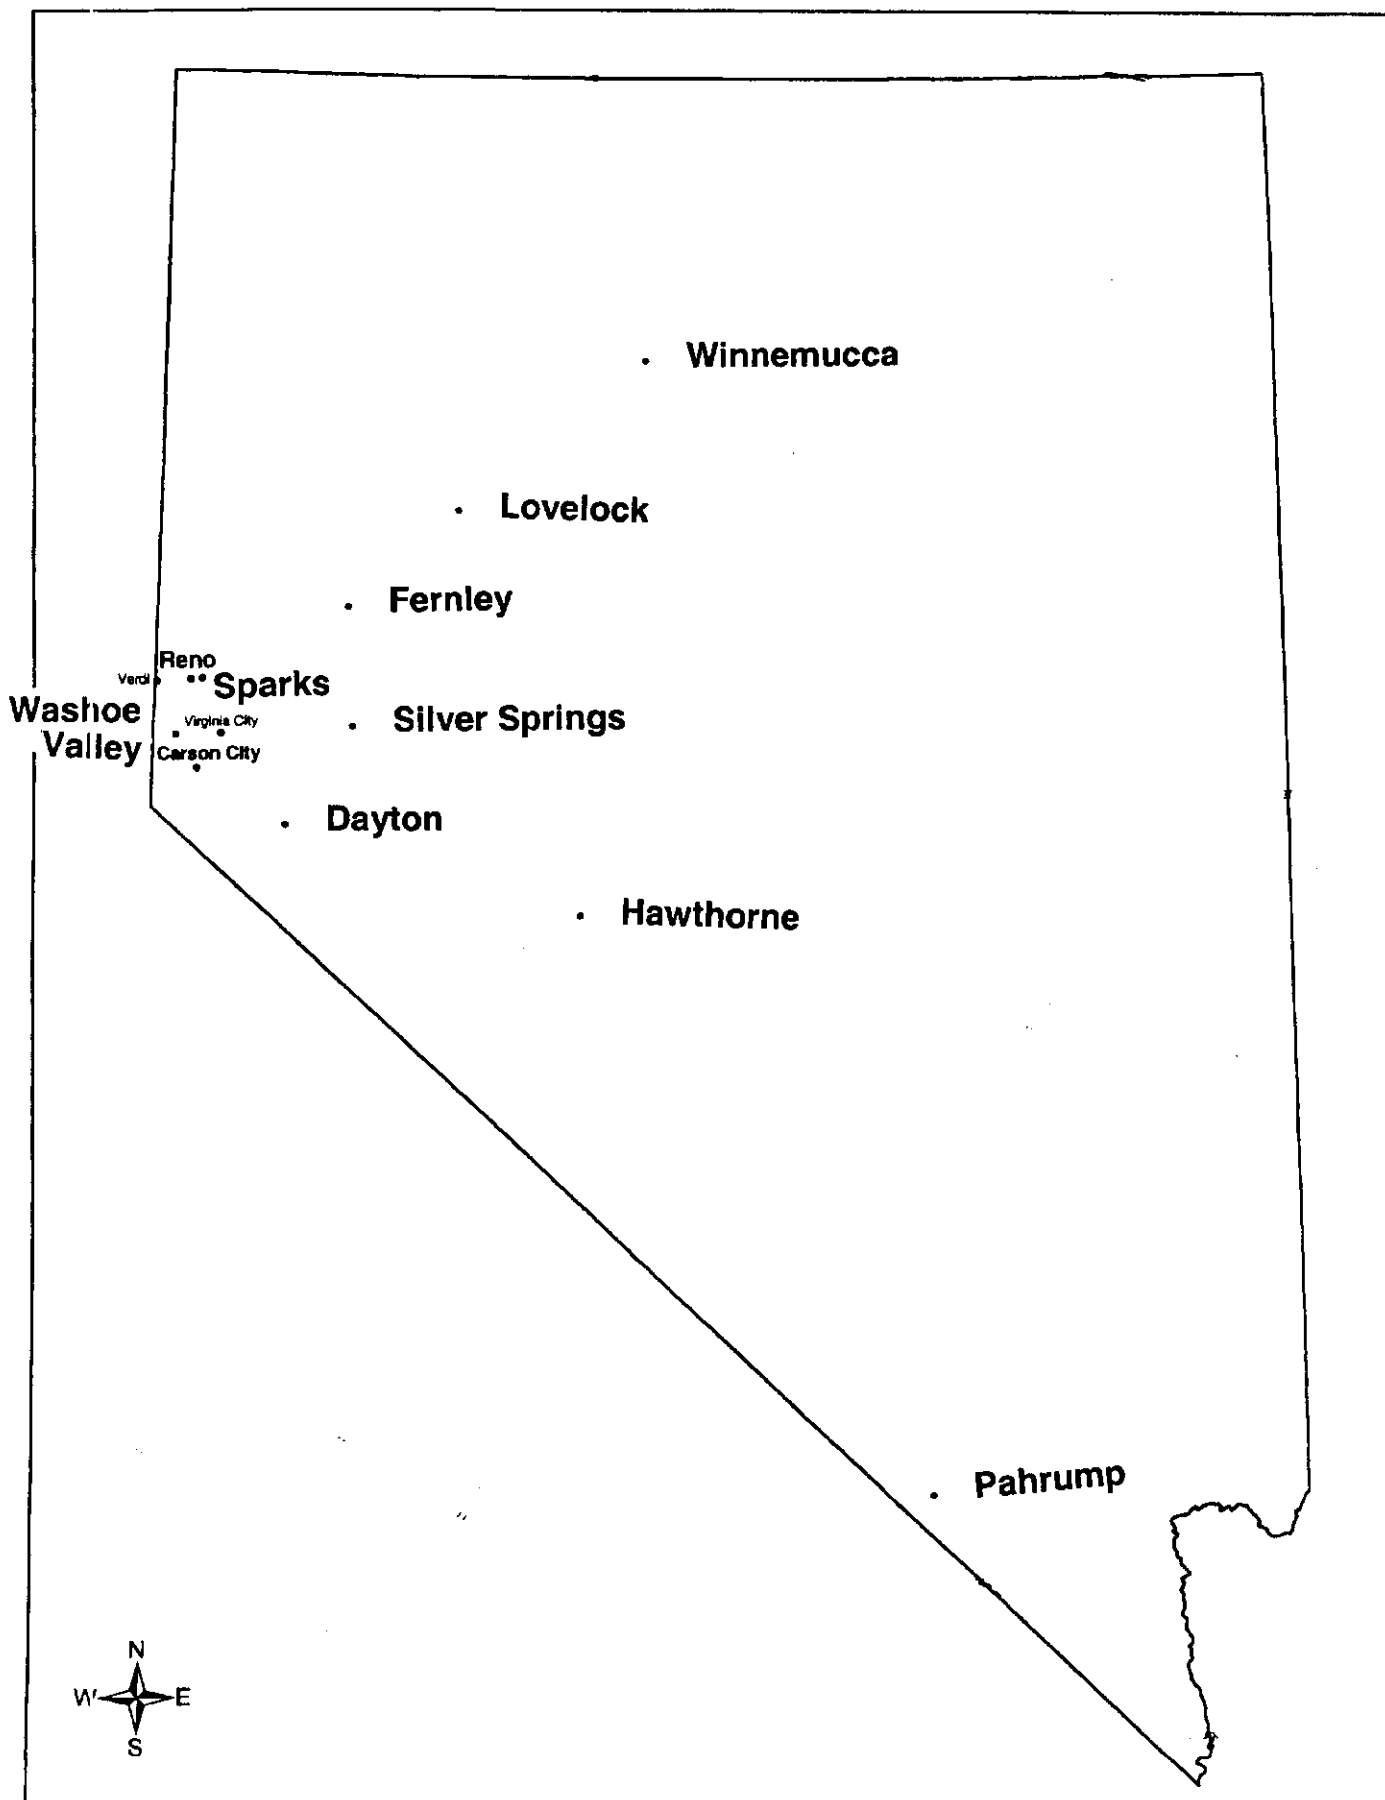 Winnemucca
Lovelock
Fernley
Reno
Verdi
Sparks
Washoe
Valley
Virginia City
Silver Springs
Carson City
Dayton
Hawthorne
Pahrump
N
W E
S